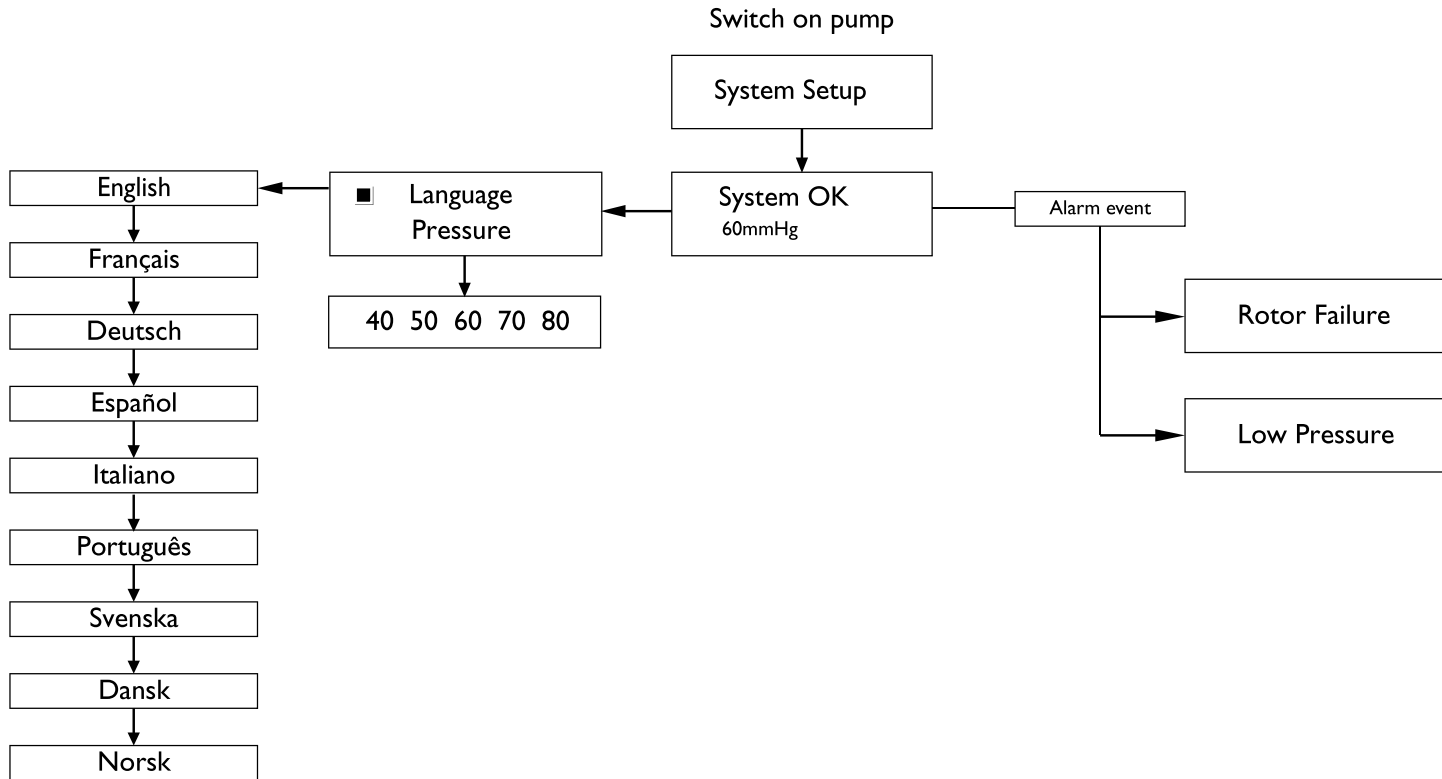 Switch on pump
System Setup
System OK
60mmHg
Alarm event
Rotor Failure
Low Pressure
Language
Pressure
40 50 60 70 80
English
Français
Deutsch
Español
Italiano
Português
Svenska
Dansk
Norsk